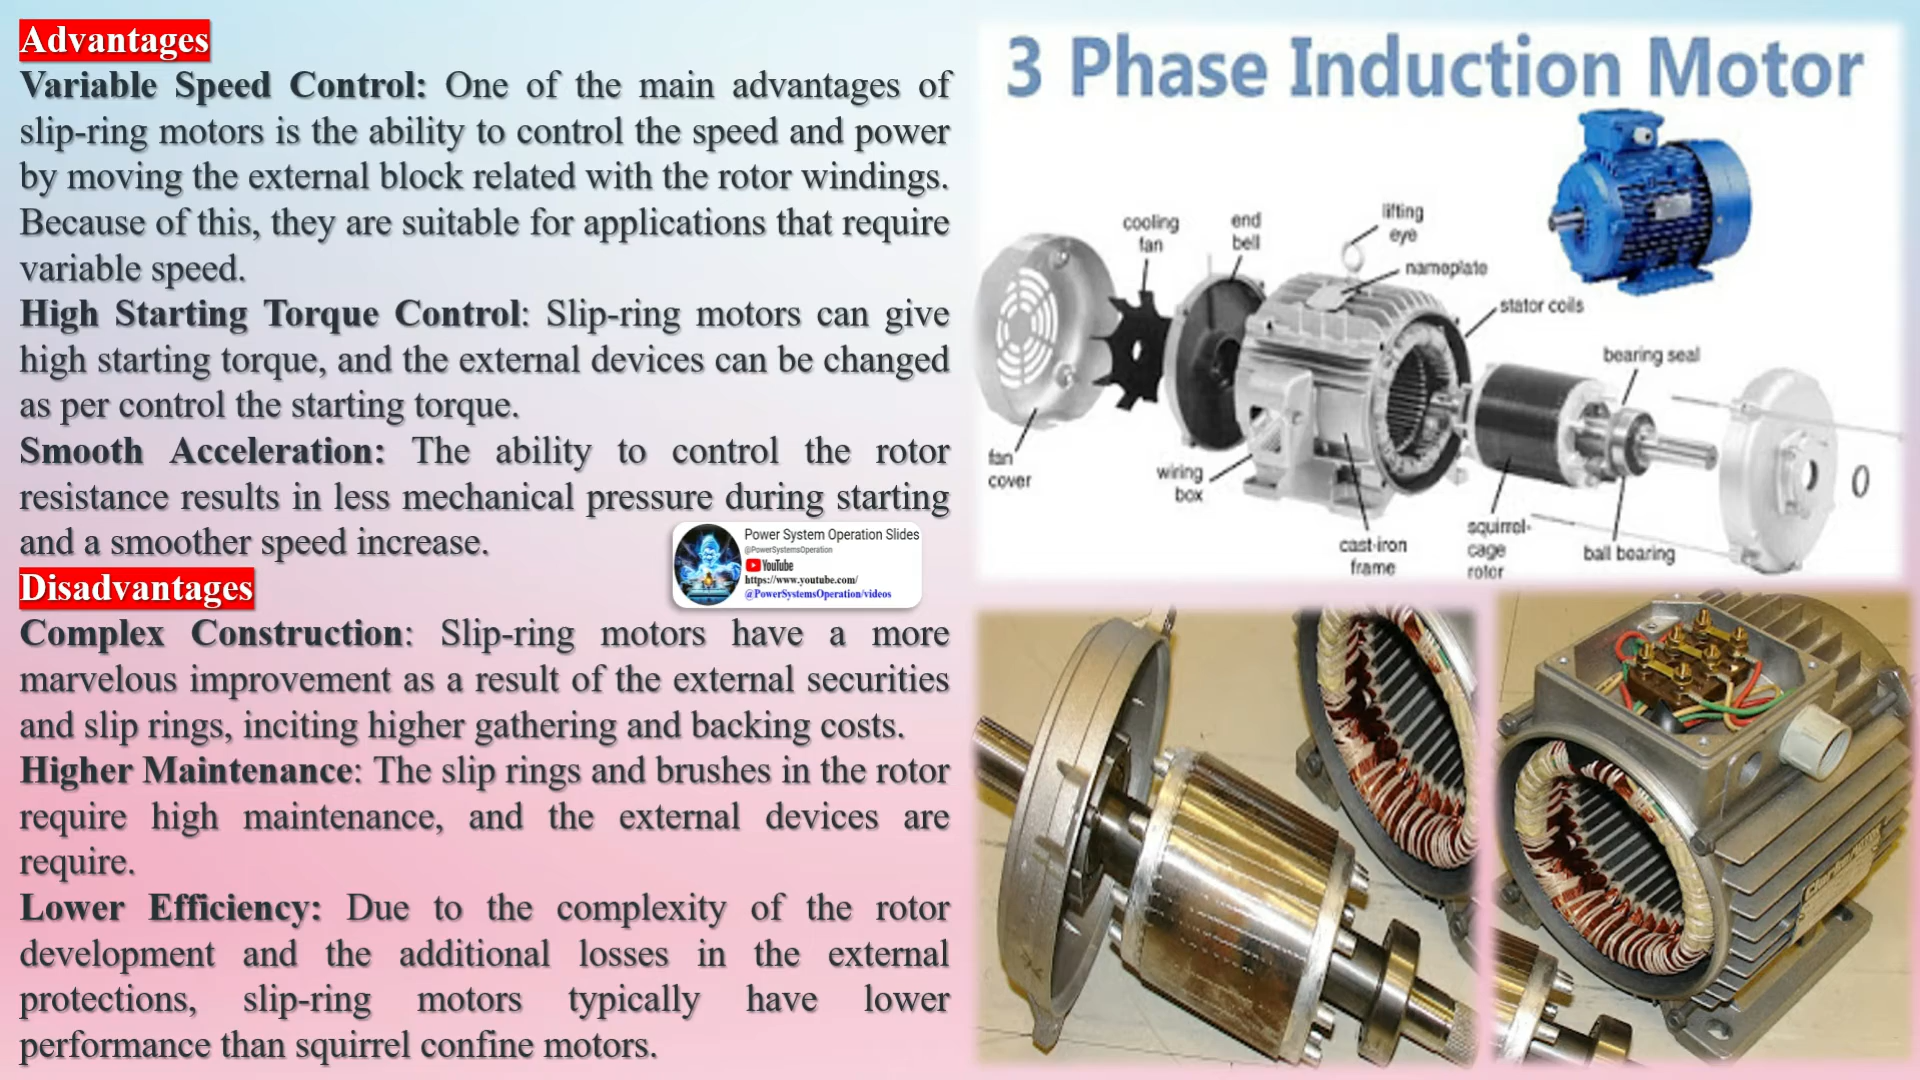 Advantages
Variable Speed Control: One of the main advantages of
slip-ring motors is the ability to control the speed and power
by moving the external block related with the rotor windings.
Because of this, they are suitable for applications that require
variable speed.
High Starting Torque Control: Slip-ring motors can give
high starting torque, and the external devices can be changed
as per control the starting torque.
Smooth Acceleration: The ability to control the rotor
resistance results in less mechanical pressure during starting
and a smoother speed increase.
Power System Operation Slides
@PowerSystemsOperation
YouTube
https://www.youtube.com/
@PowerSystemsOperation/videos
Disadvantages
Complex Construction: Slip-ring motors have a more
marvelous improvement as a result of the external securities
and slip rings, inciting higher gathering and backing costs.
Higher Maintenance: The slip rings and brushes in the rotor
require high maintenance, and the external devices are
require.
Lower Efficiency: Due to the complexity of the rotor
development and the additional losses in the external
protections, slip-ring motors typically have lower
performance than squirrel confine motors.
3 Phase Induction Motor
cooling
fan
end
bell
lifting
eye
nameplate
stator coils
bearing seal
fan
cover
wiring
box
cast-iron
frame
squirrel-
cage
rotor
ball bearing